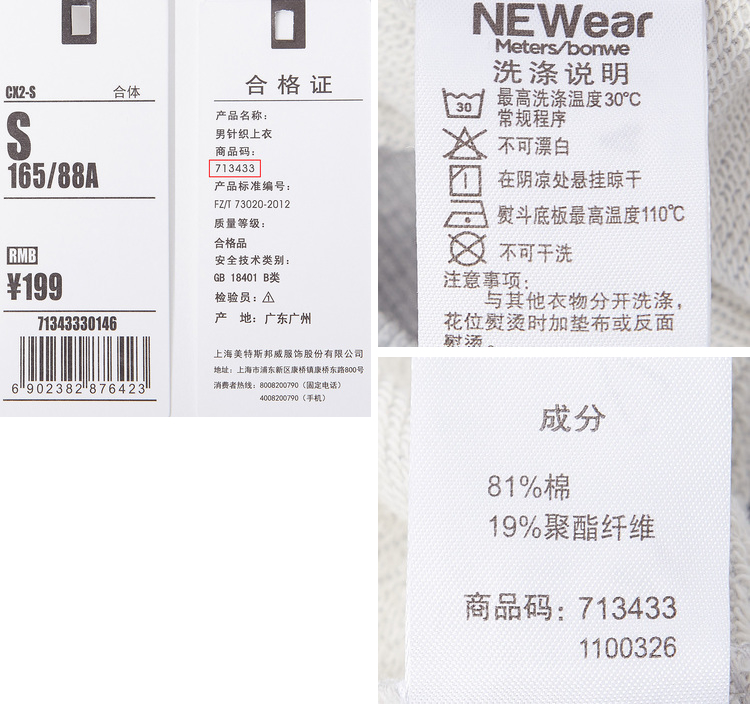 CX2-S 合体
S
165/88A
RMB
¥199
71343330146
6 902382 876423
合格证
产品名称：
男针织上衣
商品码：
713433
产品标准编号：
FZ/T 73020-2012
质量等级：
合格品
安全技术类别：
GB 18401 B类
检验员：
产 地：广东广州
上海美特斯邦威服饰股份有限公司
地址：上海市浦东新区康桥镇康桥东路800号
消费者热线：8008200790（固定电话）
4008200790（手机）
NEWear
Meters/bonwe
洗涤说明
30
最高洗涤温度30°C
常规程序
不可漂白
在阴凉处悬挂晾干
熨斗底板最高温度110℃
不可干洗
注意事项：
与其他衣物分开洗涤，
花位熨烫时加垫布或反面
熨烫。
成分
81%棉
19%聚酯纤维
商品码：713433
1100326